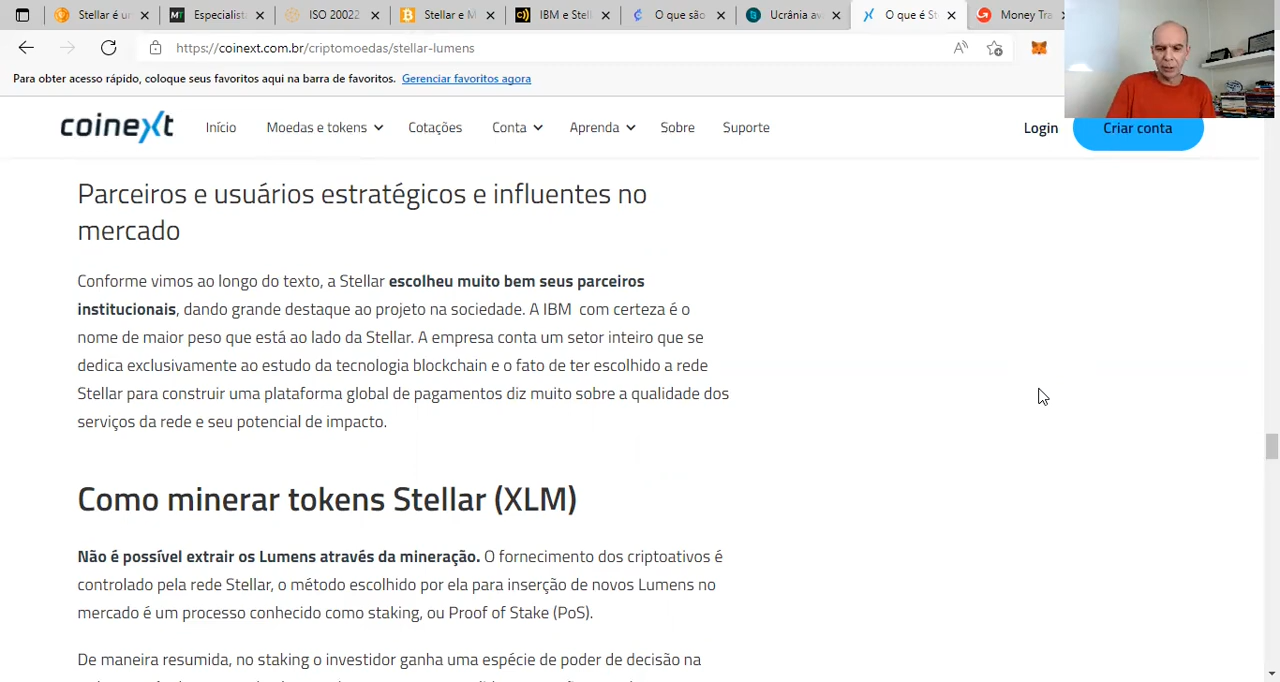 Stellar é un
Especialist
ISO 20022
Stellar e M
IBM e Stell
O que são
Ucrânia av
O que é St
Money Tra
https://coinext.com.br/criptomoedas/stellar-lumens
Para obter acesso rápido, coloque seus favoritos aqui na barra de favoritos. Gerenciar favoritos agora
coinext Início Moedas e tokens Cotações Conta Aprenda Sobre Suporte Login Criar conta
Parceiros e usuários estratégicos e influentes no
mercado
Conforme vimos ao longo do texto, a Stellar escolheu muito bem seus parceiros
institucionais, dando grande destaque ao projeto na sociedade. A IBM com certeza é o
nome de maior peso que está ao lado da Stellar. A empresa conta um setor inteiro que se
dedica exclusivamente ao estudo da tecnologia blockchain e o fato de ter escolhido a rede
Stellar para construir uma plataforma global de pagamentos diz muito sobre a qualidade dos
serviços da rede e seu potencial de impacto.
Como minerar tokens Stellar (XLM)
Não é possível extrair os Lumens através da mineração. O fornecimento dos criptoativos é
controlado pela rede Stellar, o método escolhido por ela para inserção de novos Lumens no
mercado é um processo conhecido como staking, ou Proof of Stake (PoS).
De maneira resumida, no staking o investidor ganha uma espécie de poder de decisão na